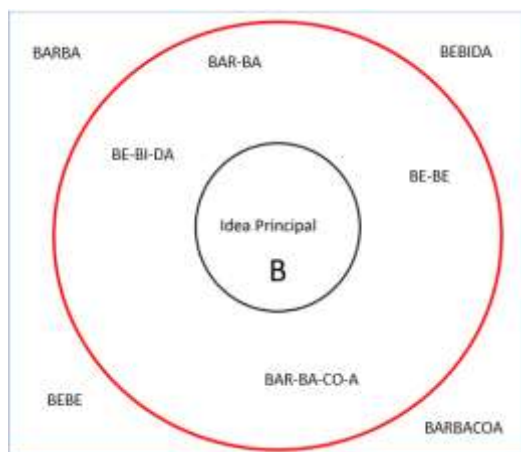 BARBA
BEBIDA
BAR-BA
BE-BI-DA
BE-BE
Idea Principal
B
BAR-BA-CO-A
BEBE
BARBACOA